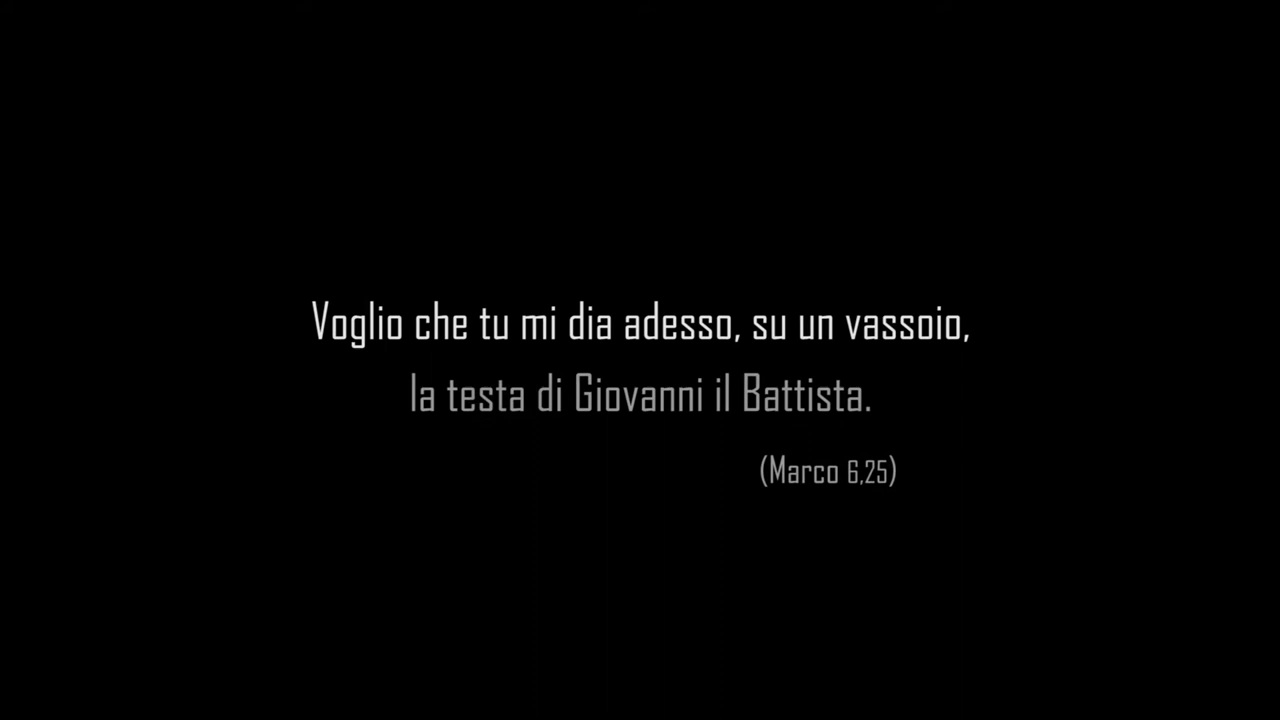 Voglio che tu mi dia adesso, su un vassoio,
la testa di Giovanni il Battista.
(Marco 6,25)